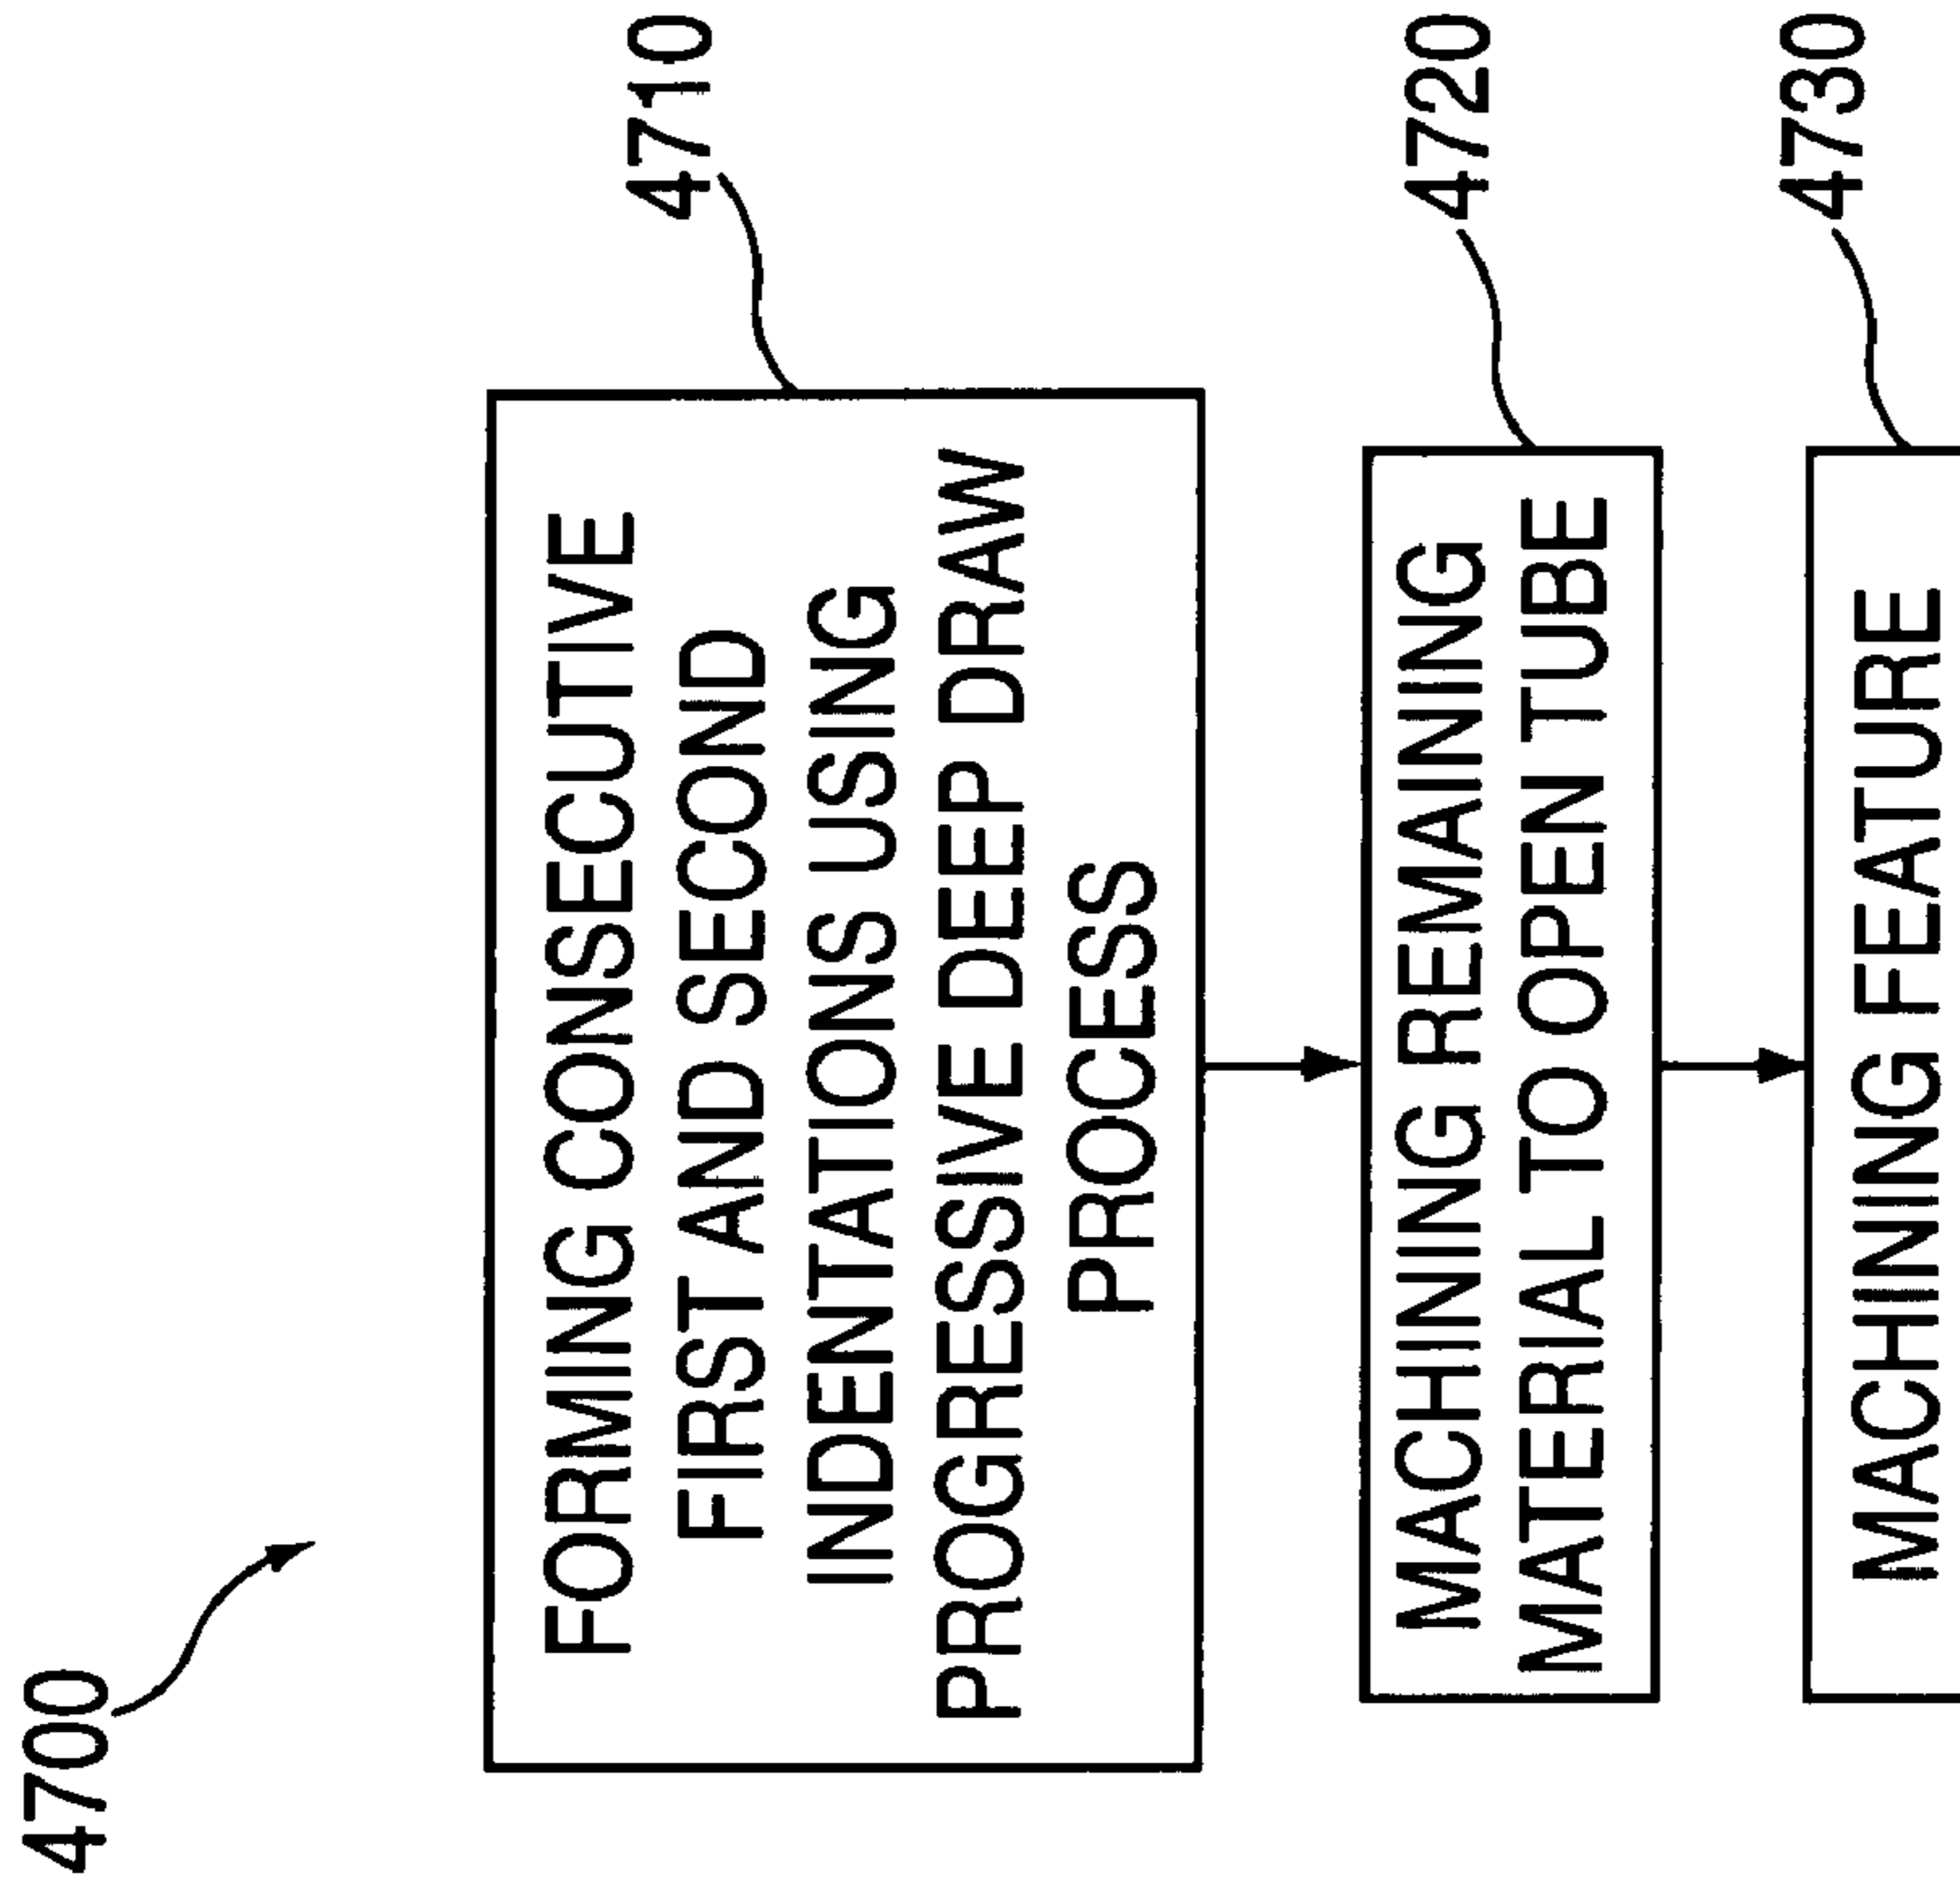 4700
FORMING CONSECUTIVE
FIRST AND SECOND
INDENTATIONS USING
PROGRESSIVE DEEP DRAW
PROCESS
4710
MACHINING REMAINING
MATERIAL TO OPEN TUBE
4720
MACHINING FEATURE
4730